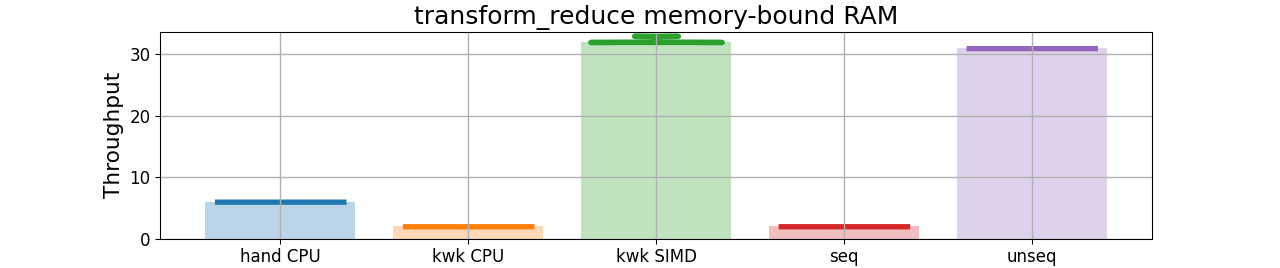 transform_reduce memory-bound RAM
Throughput
30
20
10
0
hand CPU
kwk CPU
kwk SIMD
seq
unseq